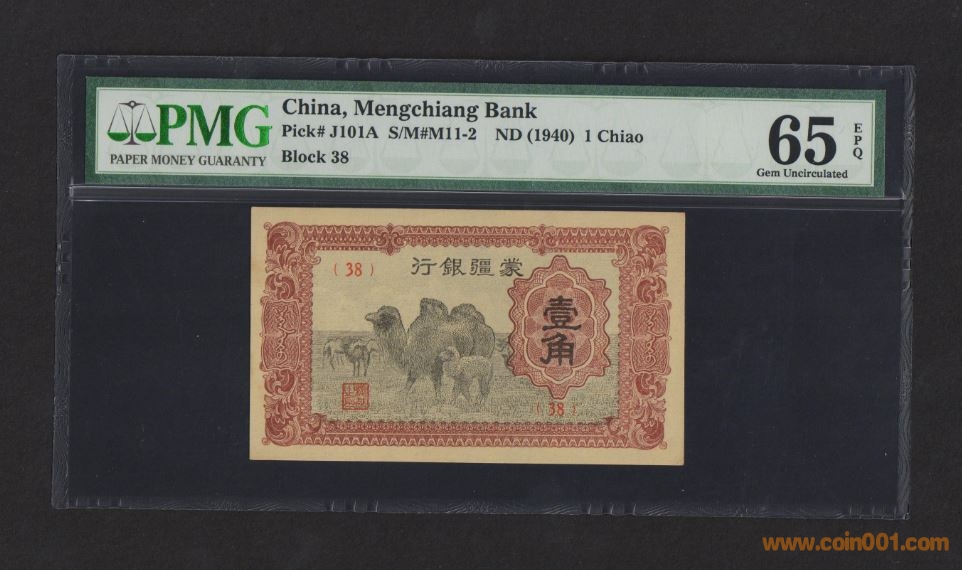 PMG
PAPER MONEY GUARANTY
China, Mengchiang Bank
Pick# J101A S/M#M11-2 ND (1940) 1 Chiao
Block 38
65 EPQ
Gem Uncirculated
( 38 )
行銀疆蒙
壹角
( 38 )
www.coin001.com